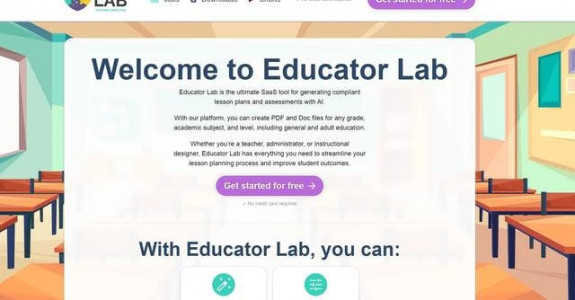 LAB
Downloads
Get started for free →
Welcome to Educator Lab
Educator Lab is the ultimate SaaS tool for generating compliant
lesson plans and assessments with AI.
With our platform, you can create PDF and Doc files for any grade,
academic subject, and level, including general and adult education.
Whether you're a teacher, administrator, or instructional
designer, Educator Lab has everything you need to streamline your
lesson planning process and improve student outcomes.
Get started for free →
✓ No credit card required
With Educator Lab, you can: